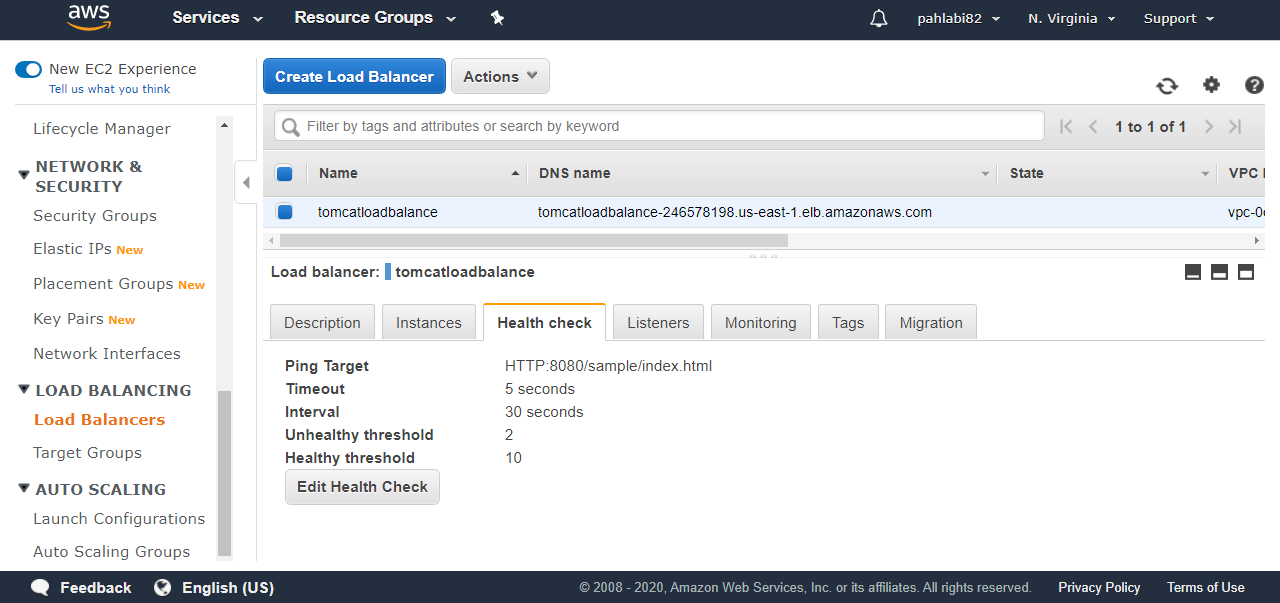 aws Services Resource Groups pahlabi82 N. Virginia Support
New EC2 Experience
Tell us what you think
Lifecycle Manager
NETWORK &
SECURITY
Security Groups
Elastic IPs New
Placement Groups New
Key Pairs New
Network Interfaces
LOAD BALANCING
Load Balancers
Target Groups
AUTO SCALING
Launch Configurations
Auto Scaling Groups
Create Load Balancer Actions
Filter by tags and attributes or search by keyword 1 to 1 of 1
Name DNS name State VPC
tomcatloadbalance tomcatloadbalance-246578198.us-east-1.elb.amazonaws.com
Load balancer: tomcatloadbalance
Description Instances Health check Listeners Monitoring Tags Migration
Ping Target HTTP:8080/sample/index.html
Timeout 5 seconds
Interval 30 seconds
Unhealthy threshold 2
Healthy threshold 10
Edit Health Check
Feedback English (US) © 2008 - 2020, Amazon Web Services, Inc. or its affiliates. All rights reserved. Privacy Policy Terms of Use